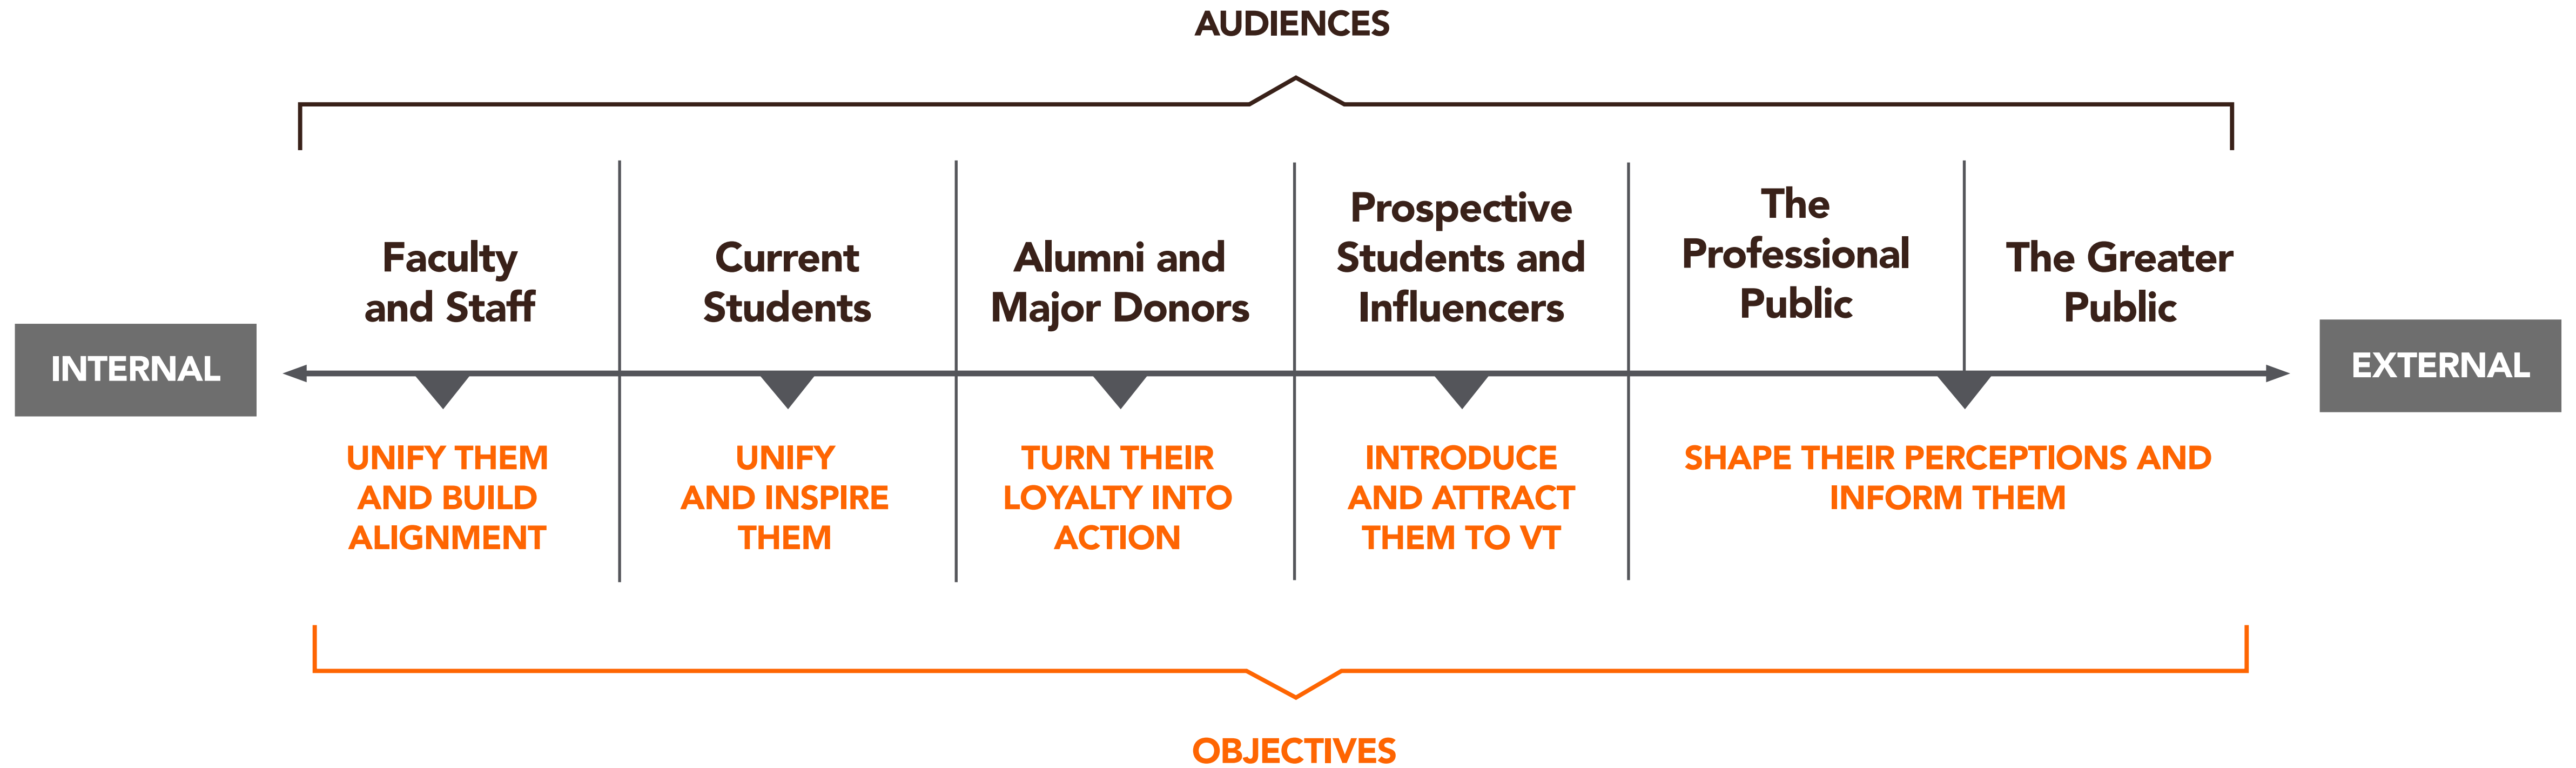 AUDIENCES
Faculty
and Staff
Current
Students
Alumni and
Major Donors
Prospective
Students and
Influencers
The
Professional
Public
The Greater
Public
INTERNAL
EXTERNAL
UNIFY THEM
AND BUILD
ALIGNMENT
UNIFY
AND INSPIRE
THEM
TURN THEIR
LOYALTY INTO
ACTION
INTRODUCE
AND ATTRACT
THEM TO VT
SHAPE THEIR PERCEPTIONS AND
INFORM THEM
OBJECTIVES